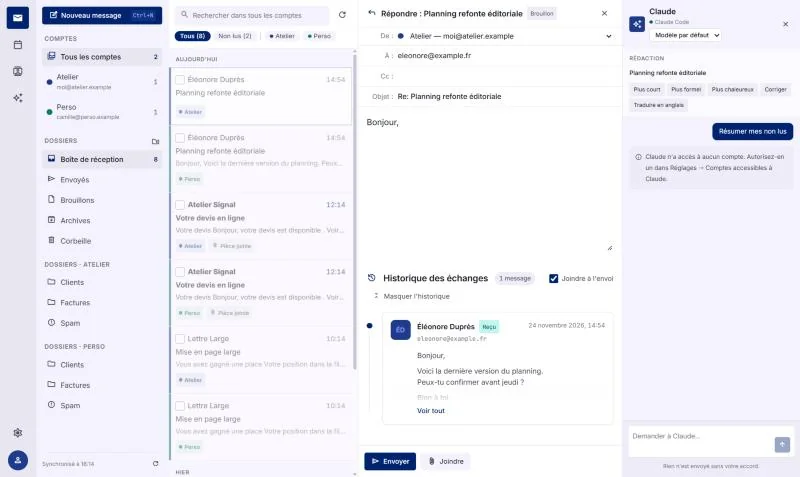 Nouveau message Ctrl+N
COMPTES
Tous les comptes 2
Atelier 1
moi@atelier.example
Perso 1
camille@perso.example
DOSSIERS
Boîte de réception 8
Envoyés
Brouillons
Archives
Corbeille
DOSSIERS · ATELIER
Clients
Factures
Spam
DOSSIERS · PERSO
Clients
Factures
Spam
Synchronisé à 16:14
Rechercher dans tous les comptes
Tous (8) Non lus (2) Atelier Perso
AUJOURD'HUI
Éléonore Duprès 14:54
Planning refonte éditoriale
Atelier
Éléonore Duprès 14:54
Planning refonte éditoriale
Bonjour, Voici la dernière version du planning. Peux...
Perso
Atelier Signal 12:14
Votre devis en ligne
Votre devis Bonjour, votre devis est disponible . Voir...
Atelier Pièce jointe
Atelier Signal 12:14
Votre devis en ligne
Votre devis Bonjour, votre devis est disponible . Voir...
Perso Pièce jointe
Lettre Large 10:14
Mise en page large
Vous avez gagné une place Votre position dans la fil...
Atelier
Lettre Large 10:14
Mise en page large
Vous avez gagné une place Votre position dans la fil...
Perso
HIER
Répondre : Planning refonte éditoriale Brouillon
De : Atelier — moi@atelier.example
À : eleonore@example.fr
Cc :
Objet : Re: Planning refonte éditoriale
Bonjour,
Historique des échanges 1 message Joindre à l'envoi
Masquer l'historique
ÉD
Éléonore Duprès Reçu 24 novembre 2026, 14:54
eleonore@example.fr
Bonjour,
Voici la dernière version du planning.
Peux-tu confirmer avant jeudi ?
Bien à toi
Voir tout
Envoyer Joindre
Claude
Claude Code
Modèle par défaut
RÉDACTION
Planning refonte éditoriale
Plus court Plus formel Plus chaleureux Corriger
Traduire en anglais
Résumer mes non lus
Claude n'a accès à aucun compte. Autorisez-en
un dans Réglages → Comptes accessibles à
Claude.
Demander à Claude...
Rien n'est envoyé sans votre accord.